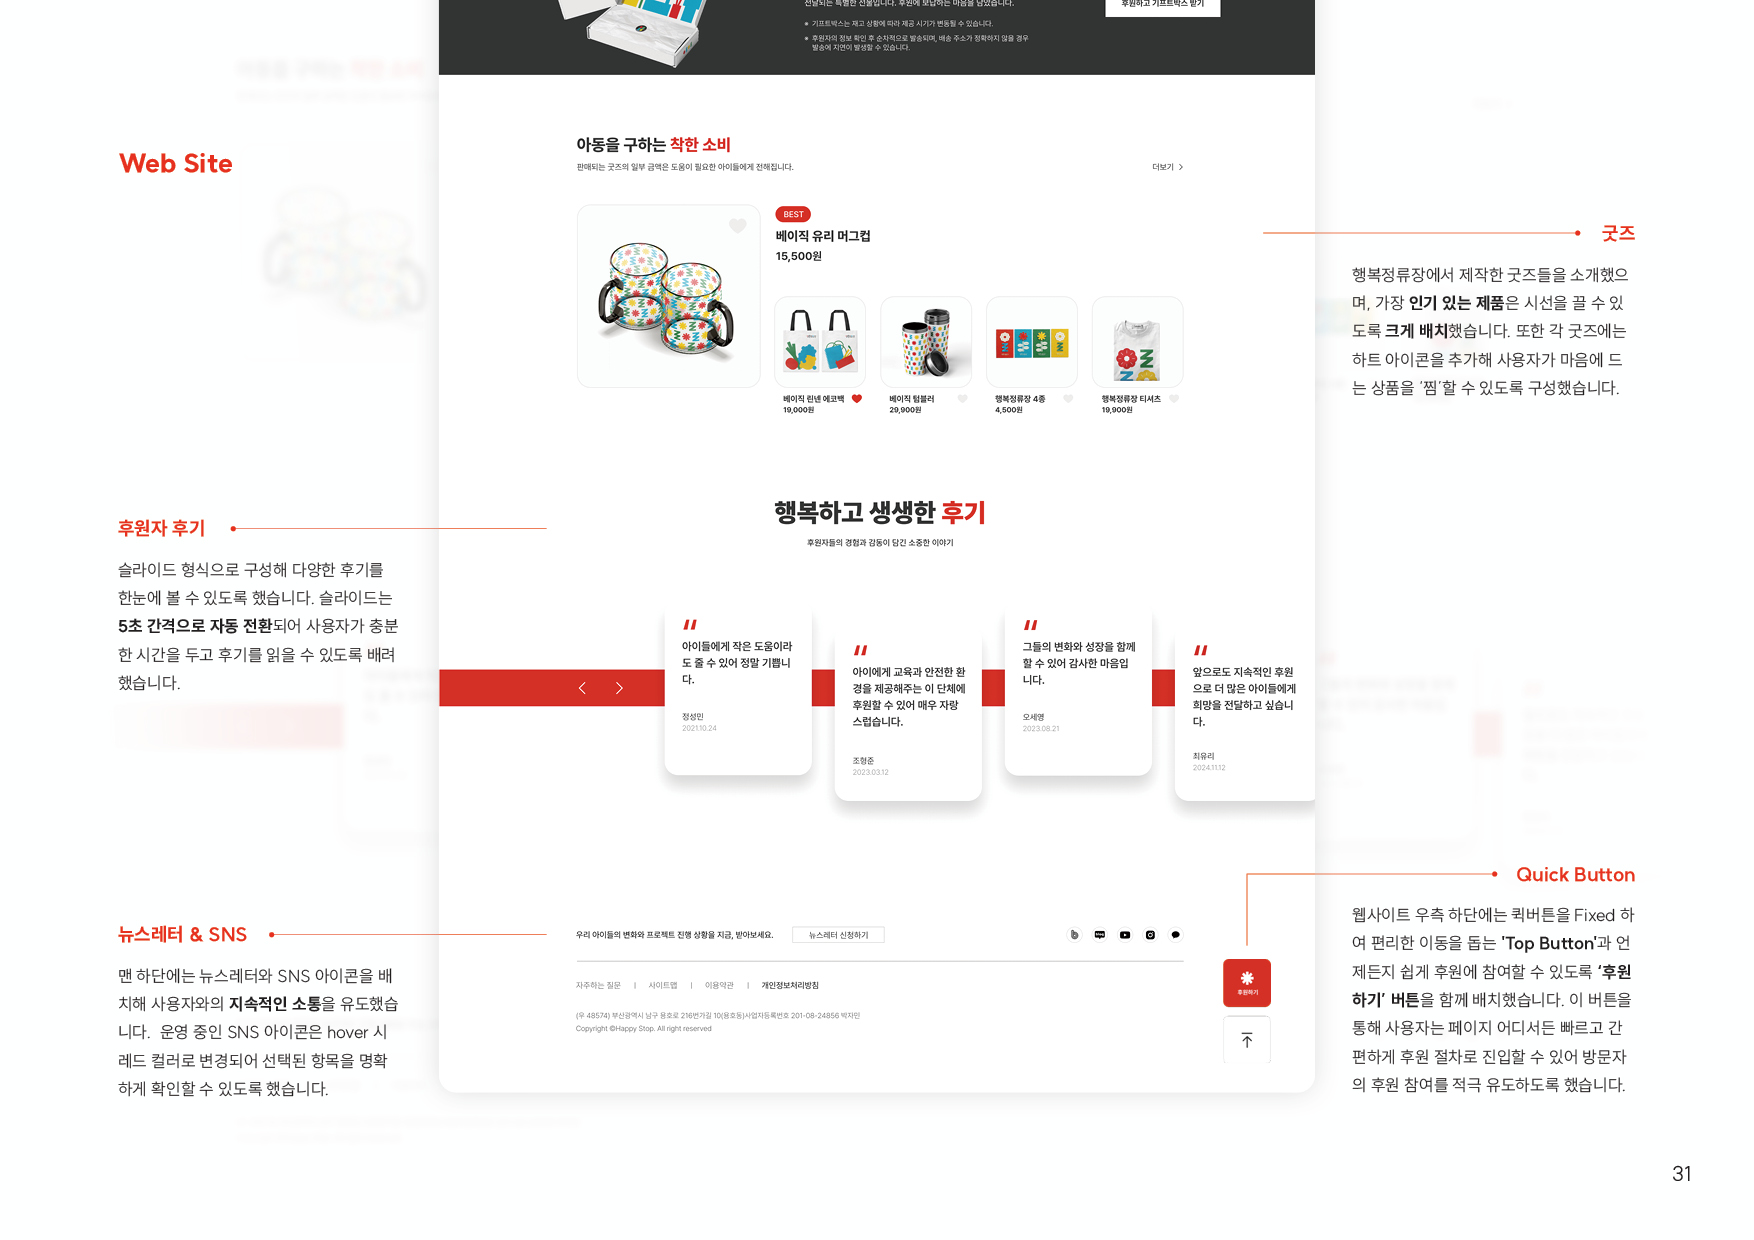 Web Site
전달되는 특별한 선물입니다. 후원에 보답하는 마음을 담았습니다.
※ 기프트박스는 재고 상황에 따라 제공 시기가 변동될 수 있습니다.
※ 후원자의 정보 확인 후 순차적으로 발송되며, 배송 주소가 정확하지 않을 경우
발송에 지연이 발생할 수 있습니다.
후원하고 기프트박스 받기
아동을 구하는 착한 소비
판매되는 굿즈의 일부 금액은 도움이 필요한 아이들에게 전해집니다.
더보기
BEST
베이직 유리 머그컵
15,500원
베이직 린넨 에코백
19,000원
베이직 텀블러
29,900원
행복정류장 4종
4,500원
행복정류장 티셔츠
19,900원
굿즈
행복정류장에서 제작한 굿즈들을 소개했으
며, 가장 인기 있는 제품은 시선을 끌 수 있
도록 크게 배치했습니다. 또한 각 굿즈에는
하트 아이콘을 추가해 사용자가 마음에 드
는 상품을 ‘찜’할 수 있도록 구성했습니다.
행복하고 생생한 후기
후원자들의 경험과 감동이 담긴 소중한 이야기
후원자 후기
슬라이드 형식으로 구성해 다양한 후기를
한눈에 볼 수 있도록 했습니다. 슬라이드는
5초 간격으로 자동 전환되어 사용자가 충분
한 시간을 두고 후기를 읽을 수 있도록 배려
했습니다.
아이들에게 작은 도움이라
도 줄 수 있어 정말 기쁩니
다.
정성민
2021.10.24
아이에게 교육과 안전한 환
경을 제공해주는 이 단체에
후원할 수 있어 매우 자랑
스럽습니다.
조형준
2023.03.12
그들의 변화와 성장을 함께
할 수 있어 감사한 마음입
니다.
오세영
2023.08.21
앞으로도 지속적인 후원
으로 더 많은 아이들에게
희망을 전달하고 싶습니
다.
최유리
2024.11.12
뉴스레터 & SNS
맨 하단에는 뉴스레터와 SNS 아이콘을 배
치해 사용자와의 지속적인 소통을 유도했습
니다. 운영 중인 SNS 아이콘은 hover 시
레드 컬러로 변경되어 선택된 항목을 명확
하게 확인할 수 있도록 했습니다.
우리 아이들의 변화와 프로젝트 진행 상황을 지금, 받아보세요.
뉴스레터 신청하기
자주하는 질문 | 사이트맵 | 이용약관 | 개인정보처리방침
(우 48574) 부산광역시 남구 용호로 216번가길 10(용호동)사업자등록번호 201-08-24856 박자민
Copyright ©Happy Stop. All right reserved
후원하기
Quick Button
웹사이트 우측 하단에는 퀵버튼을 Fixed 하
여 편리한 이동을 돕는 'Top Button'과 언
제든지 쉽게 후원에 참여할 수 있도록 ‘후원
하기’ 버튼을 함께 배치했습니다. 이 버튼을
통해 사용자는 페이지 어디서든 빠르고 간
편하게 후원 절차로 진입할 수 있어 방문자
의 후원 참여를 적극 유도하도록 했습니다.
31